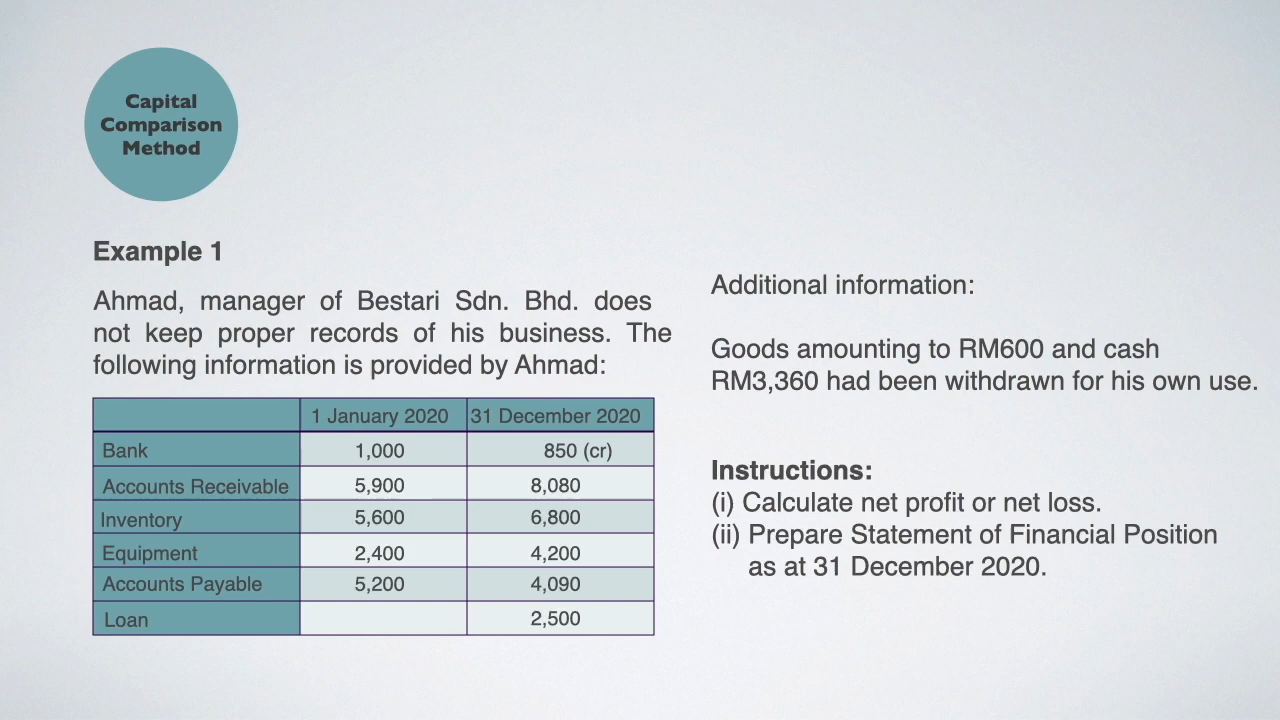 Capital
Comparison
Method
Example 1
Ahmad, manager of Bestari Sdn. Bhd. does
not keep proper records of his business. The
following information is provided by Ahmad:
1 January 2020 31 December 2020
Bank 1,000 850 (cr)
Accounts Receivable 5,900 8,080
Inventory 5,600 6,800
Equipment 2,400 4,200
Accounts Payable 5,200 4,090
Loan 2,500
Additional information:
Goods amounting to RM600 and cash
RM3,360 had been withdrawn for his own use.
Instructions:
(i) Calculate net profit or net loss.
(ii) Prepare Statement of Financial Position
as at 31 December 2020.